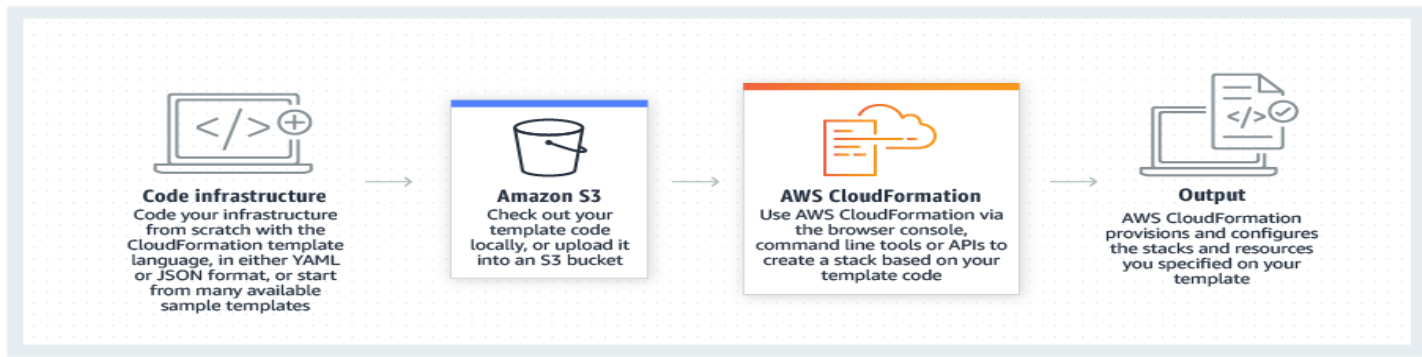 </>
Code infrastructure
Code your infrastructure
from scratch with the
CloudFormation template
language, in either YAML
or JSON format, or start
from many available
sample templates
Amazon S3
Check out your
template code
locally, or upload it
into an S3 bucket
AWS CloudFormation
Use AWS CloudFormation via
the browser console,
command line tools or APIs to
create a stack based on your
template code
</>
Output
AWS CloudFormation
provisions and configures
the stacks and resources
you specified on your
template